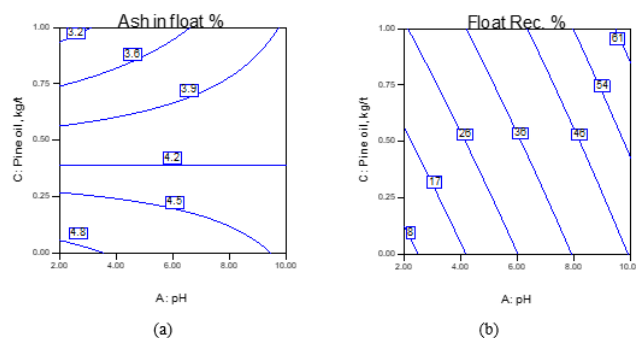 Ash in float %
Float Rec. %
1.00
0.75
0.50
0.25
0.00
C: Pine oil, kg/t
3.2
3.6
3.9
4.2
4.5
4.8
2.00 4.00 6.00 8.00 10.00
A: pH
1.00
0.75
0.50
0.25
0.00
C: Pine oil, kg/t
61
54
26
36
46
17
8
2.00 4.00 6.00 8.00 10.00
A: pH
(a)
(b)